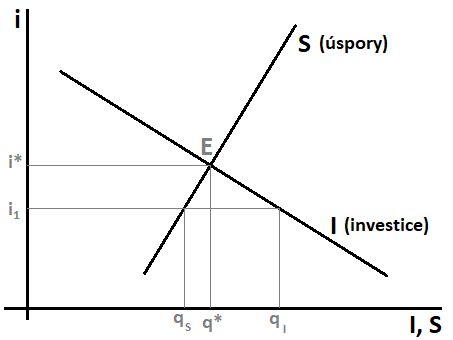 i
S (úspory)
E
i*
i₁
I (investice)
qS q* qI
I, S